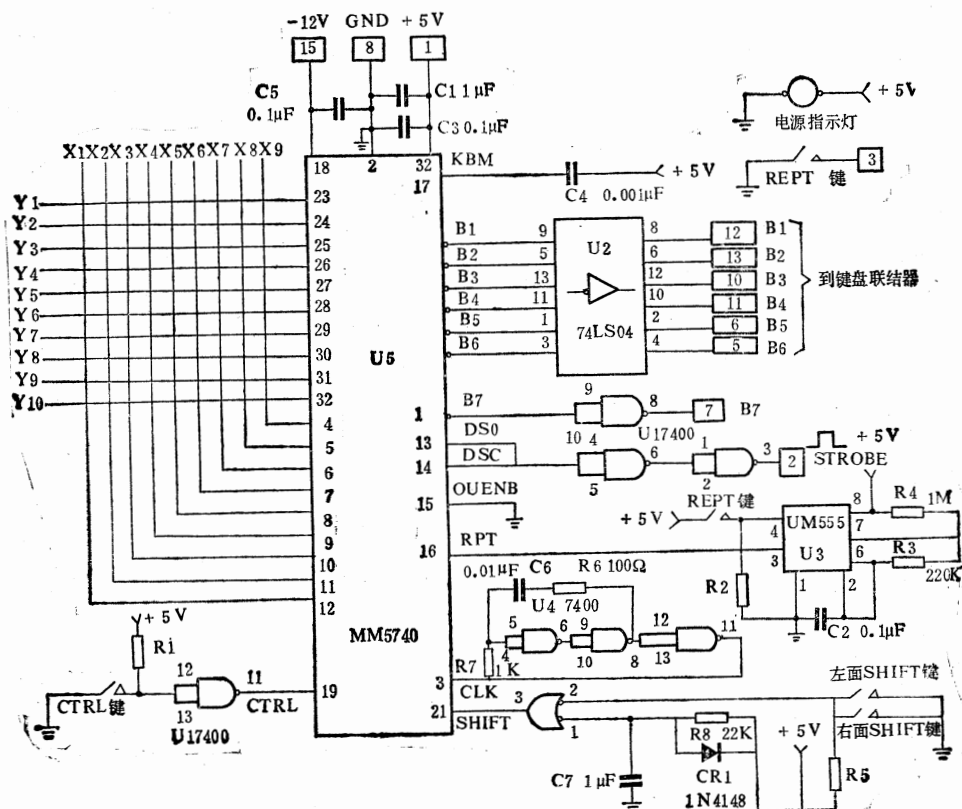 -12V GND +5V
15 8 1
C5
0.1μF
C1 1μF
C3 0.1μF
+5V
电源指示灯
3
REPT 键
X1X2X3X4X5X6X7X8X9
18 2 32
KBM
17
C4 0.001μF
+5V
Y1 23
Y2 24
Y3 25
Y4 26
Y5 27
Y6 28
Y7 29
Y8 30
Y9 31
Y10 32
4
5
6
7
8
9
10
11
12
U5
MM5740
B1 9 U2 8 12 B1
B2 5 6 13 B2
B3 13 12 10 B3
B4 11 10 11 B4
B5 1 2 6 B5
B6 3 4 5 B6
74LS04
到键盘联结器
1 B7 9 10 8 7 B7
U17400
13 DS0
14 DSC 4 5 6 1 2 3 2
STROBE
+5V
15 OUENB
REPT键
+5V
16 RPT
UM555
U3
4 3 8 7 6 1 2
R4 1M
R3
220K
R2
C2 0.1μF
0.01μF C6 R6 100Ω
U4 7400
5 4 6 9 10 8 12 13 11
R7
1K
3 CLK
21 SHIFT
3 2 1
+5V
R1
12
13
11
CTRL键
CTRL
19
U17400
左面SHIFT键
右面SHIFT键
R8 22K
+5V
R5
C7 1μF
CR1
1N4148